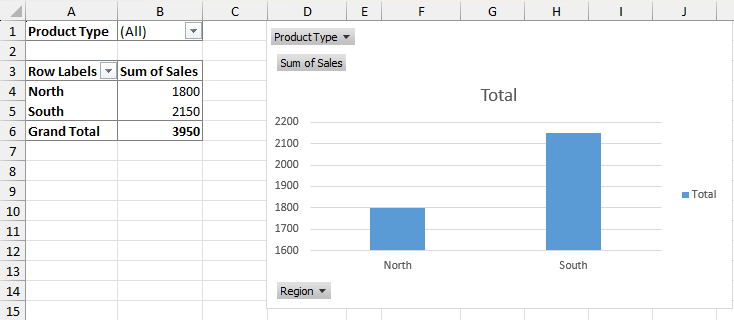 A B C D E F G H I J
1 Product Type (All)
2
3 Row Labels Sum of Sales
4 North 1800
5 South 2150
6 Grand Total 3950
7
8
9
10
11
12
13
14
15
Product Type
Sum of Sales
Total
2200
2100
2000
1900
1800
1700
1600
North South
Total
Region